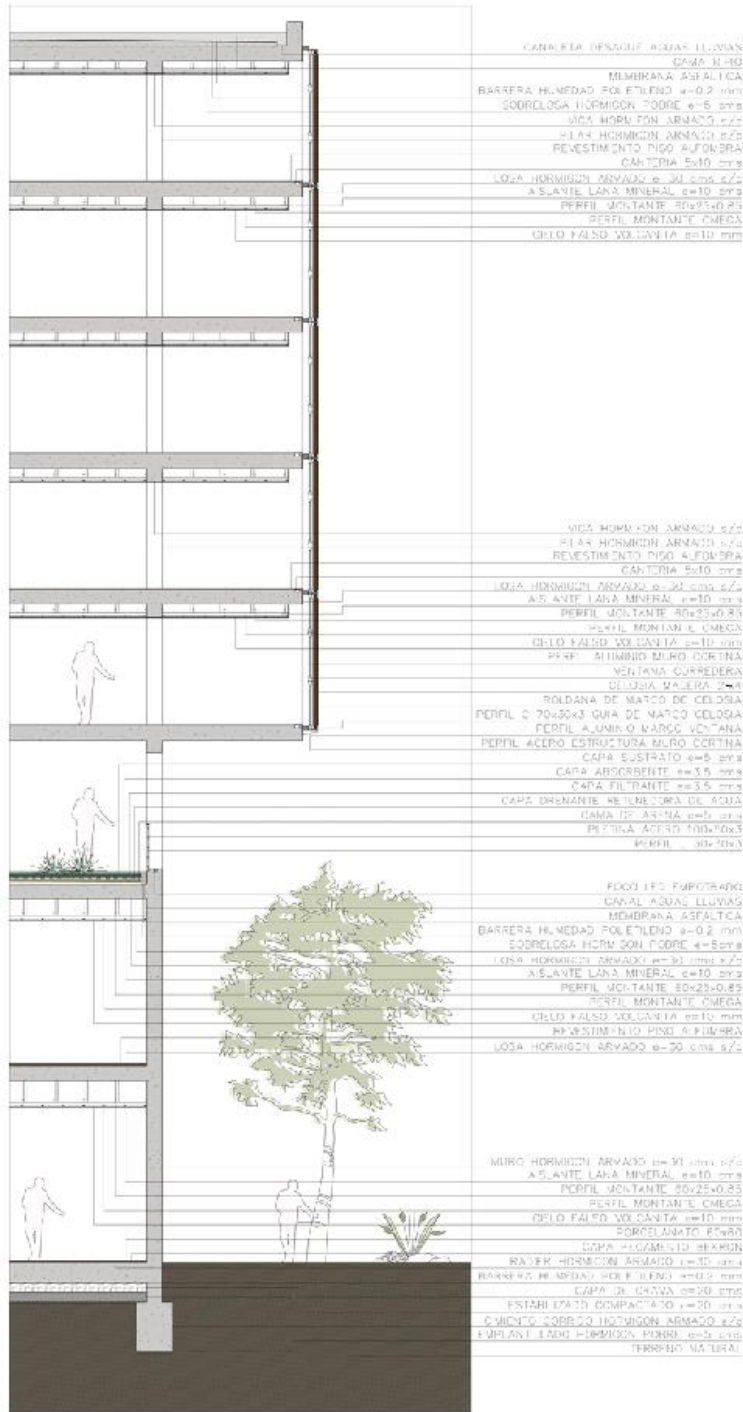 CANALETA DESAGUE AGUAS LLUVIAS
CAMA RIPIO
MEMBRANA ASFALTICA
BARRERA HUMEDAD POLIETILENO e=0.2 mm
SOBRELOSA HORMIGON POBRE e=5 cms
VIGA HORMIGON ARMADO s/c
PILAR HORMIGON ARMADO s/c
REVESTIMIENTO PISO ALFOMBRA
CANTERIA 5x10 cms
LOSA HORMIGON ARMADO e=30 cms s/c
AISLANTE LANA MINERAL e=10 cms
PERFIL MONTANTE 60x25x0.85
PERFIL MONTANTE OMEGA
CIELO FALSO VOLCANITA e=10 mm
VIGA HORMIGON ARMADO s/c
PILAR HORMIGON ARMADO s/c
REVESTIMIENTO PISO ALFOMBRA
CANTERIA 5x10 cms
LOSA HORMIGON ARMADO e=30 cms s/c
AISLANTE LANA MINERAL e=10 cms
PERFIL MONTANTE 60x25x0.85
PERFIL MONTANTE OMEGA
CIELO FALSO VOLCANITA e=10 mm
PERFIL ALUMINIO MURO CORTINA
VENTANA CORREDERA
CELOSIA MADERA 2x4
ROLDANA DE MARCO DE CELOSIA
PERFIL C 70x30x3 GUIA DE MARCO CELOSIA
PERFIL ALUMINIO MARCO VENTANA
PERFIL ACERO ESTRUCTURA MURO CORTINA
CAPA SUSTRATO e=5 cms
CAPA ABSORBENTE e=3.5 cms
CAPA FILTRANTE e=3.5 cms
CAPA DRENANTE RETENEDORA DE AGUA
CAMA DE ARENA e=5 cms
PLETINA ACERO 100x50x3
PERFIL L 30x30x3
FOCO LED EMPOTRADO
CANAL AGUAS LLUVIAS
MEMBRANA ASFALTICA
BARRERA HUMEDAD POLIETILENO e=0.2 mm
SOBRELOSA HORMIGON POBRE e=5cms
LOSA HORMIGON ARMADO e=30 cms s/c
AISLANTE LANA MINERAL e=10 cms
PERFIL MONTANTE 60x25x0.85
PERFIL MONTANTE OMEGA
CIELO FALSO VOLCANITA e=10 mm
REVESTIMIENTO PISO ALFOMBRA
LOSA HORMIGON ARMADO e=30 cms s/c
MURO HORMIGON ARMADO e=30 cms s/c
AISLANTE LANA MINERAL e=10 cms
PERFIL MONTANTE 60x25x0.85
PERFIL MONTANTE OMEGA
CIELO FALSO VOLCANITA e=10 mm
PORCELANATO 60x60
CAPA PEGAMENTO BEKRON
RADIER HORMIGON ARMADO e=30 cms
BARRERA HUMEDAD POLIETILENO e=0.2 mm
CAPA DE GRAVA e=20 cms
ESTABLIZADO COMPACTADO e=20 cms
CIMIENTO CORRIDO HORMIGON ARMADO s/c
EMPLANTILLADO HORMIGON POBRE e=5 cms
TERRENO NATURAL